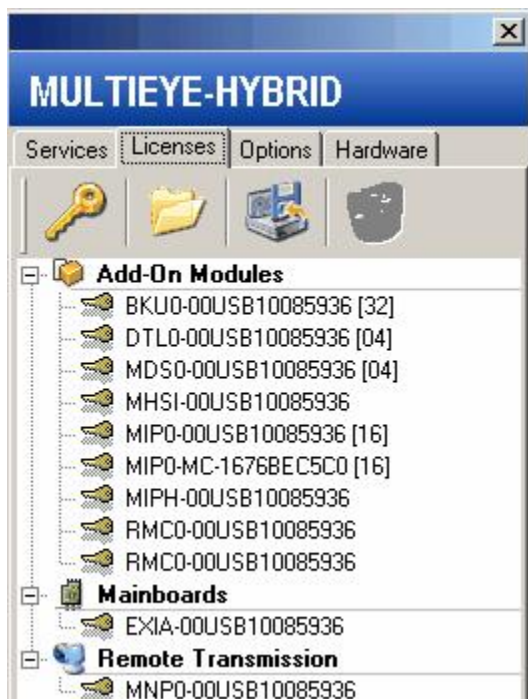 MULTIEYE-HYBRID
Services Licenses Options Hardware
Add-On Modules
BKU0-00USB10085936 [32]
DTL0-00USB10085936 [04]
MDS0-00USB10085936 [04]
MHSI-00USB10085936
MIP0-00USB10085936 [16]
MIP0-MC-1676BEC5C0 [16]
MIPH-00USB10085936
RMC0-00USB10085936
RMC0-00USB10085936
Mainboards
EXIA-00USB10085936
Remote Transmission
MNP0-00USB10085936